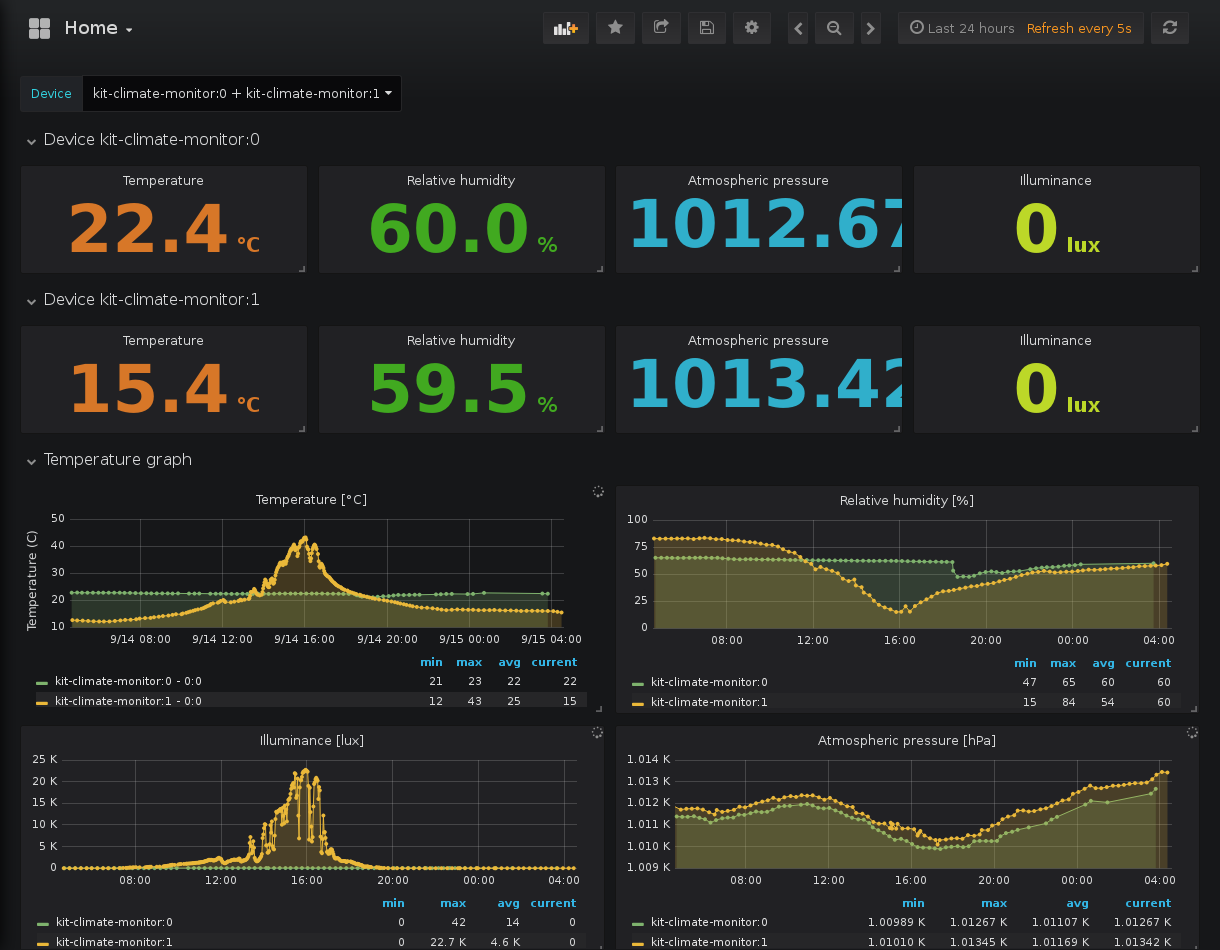 Home
Last 24 hours Refresh every 5s
Device kit-climate-monitor:0 + kit-climate-monitor:1
Device kit-climate-monitor:0
Temperature Relative humidity Atmospheric pressure Illuminance
22.4 °C 60.0 % 1012.67 0 lux
Device kit-climate-monitor:1
Temperature Relative humidity Atmospheric pressure Illuminance
15.4 °C 59.5 % 1013.42 0 lux
Temperature graph
Temperature [°C]
Temperature (C)
50
40
30
20
10
9/14 08:00 9/14 12:00 9/14 16:00 9/14 20:00 9/15 00:00 9/15 04:00
min max avg current
kit-climate-monitor:0 - 0:0 21 23 22 22
kit-climate-monitor:1 - 0:0 12 43 25 15
Relative humidity [%]
100
75
50
25
0
08:00 12:00 16:00 20:00 00:00 04:00
min max avg current
kit-climate-monitor:0 47 65 60 60
kit-climate-monitor:1 15 84 54 60
Illuminance [lux]
25 K
20 K
15 K
10 K
5 K
0
08:00 12:00 16:00 20:00 00:00 04:00
min max avg current
kit-climate-monitor:0 0 42 14 0
kit-climate-monitor:1 0 22.7 K 4.6 K 0
Atmospheric pressure [hPa]
1.014 K
1.013 K
1.012 K
1.011 K
1.010 K
1.009 K
08:00 12:00 16:00 20:00 00:00 04:00
min max avg current
kit-climate-monitor:0 1.00989 K 1.01267 K 1.01107 K 1.01267 K
kit-climate-monitor:1 1.01010 K 1.01345 K 1.01169 K 1.01342 K